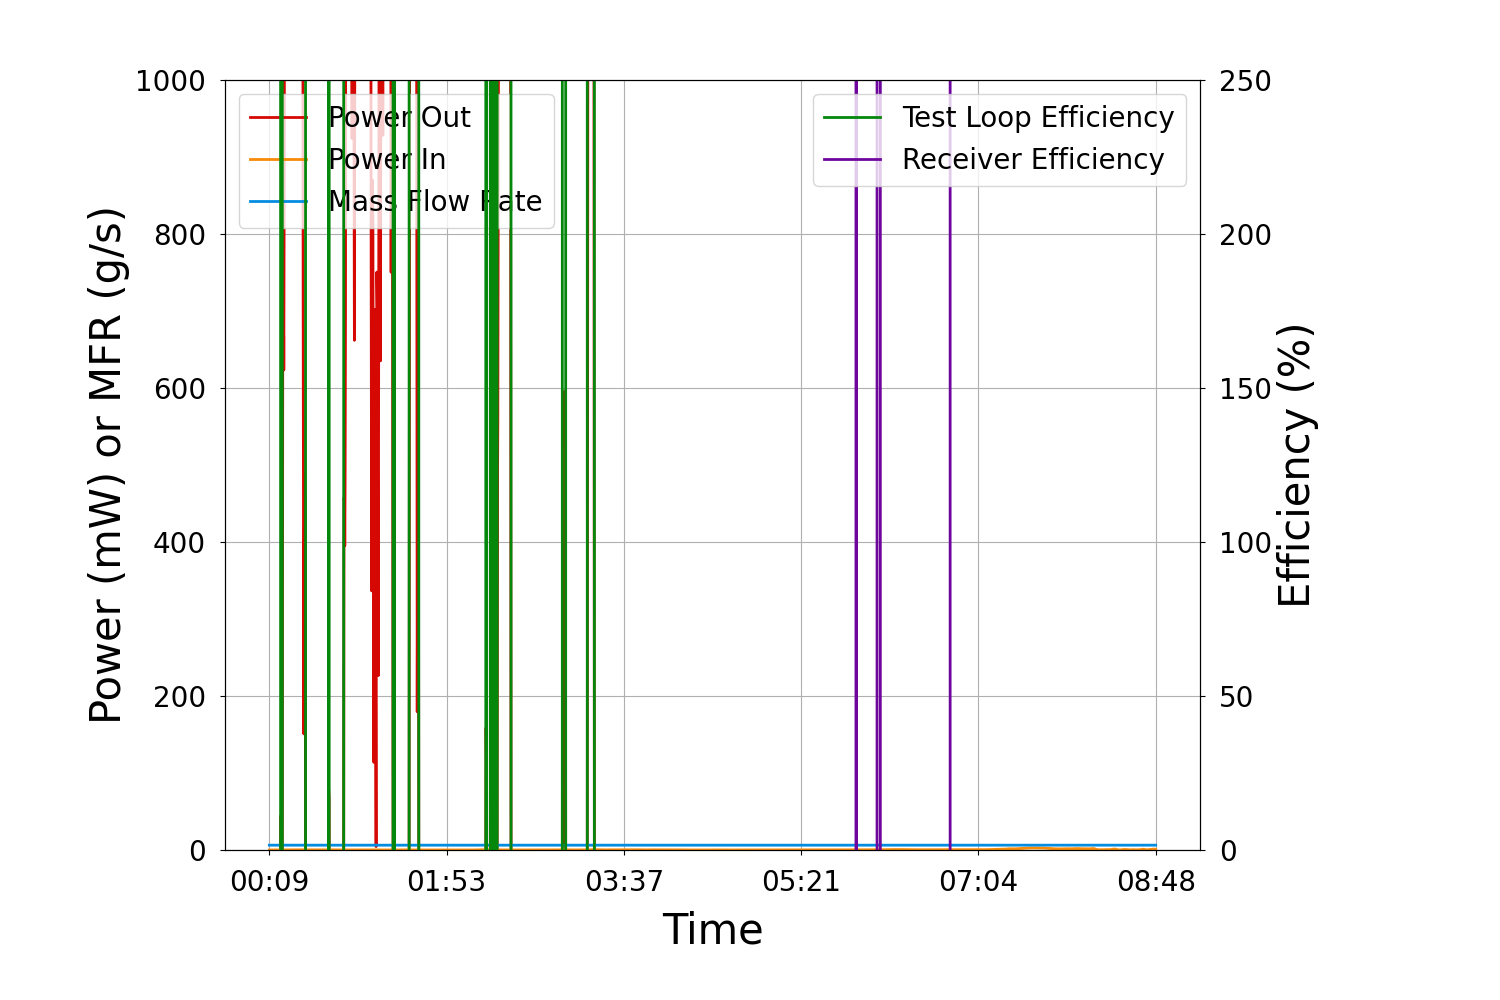 1000
800
600
400
200
0
Power (mW) or MFR (g/s)
Power Out
Power In
Mass Flow Rate
Test Loop Efficiency
Receiver Efficiency
250
200
150
100
50
0
Efficiency (%)
00:09 01:53 03:37 05:21 07:04 08:48
Time